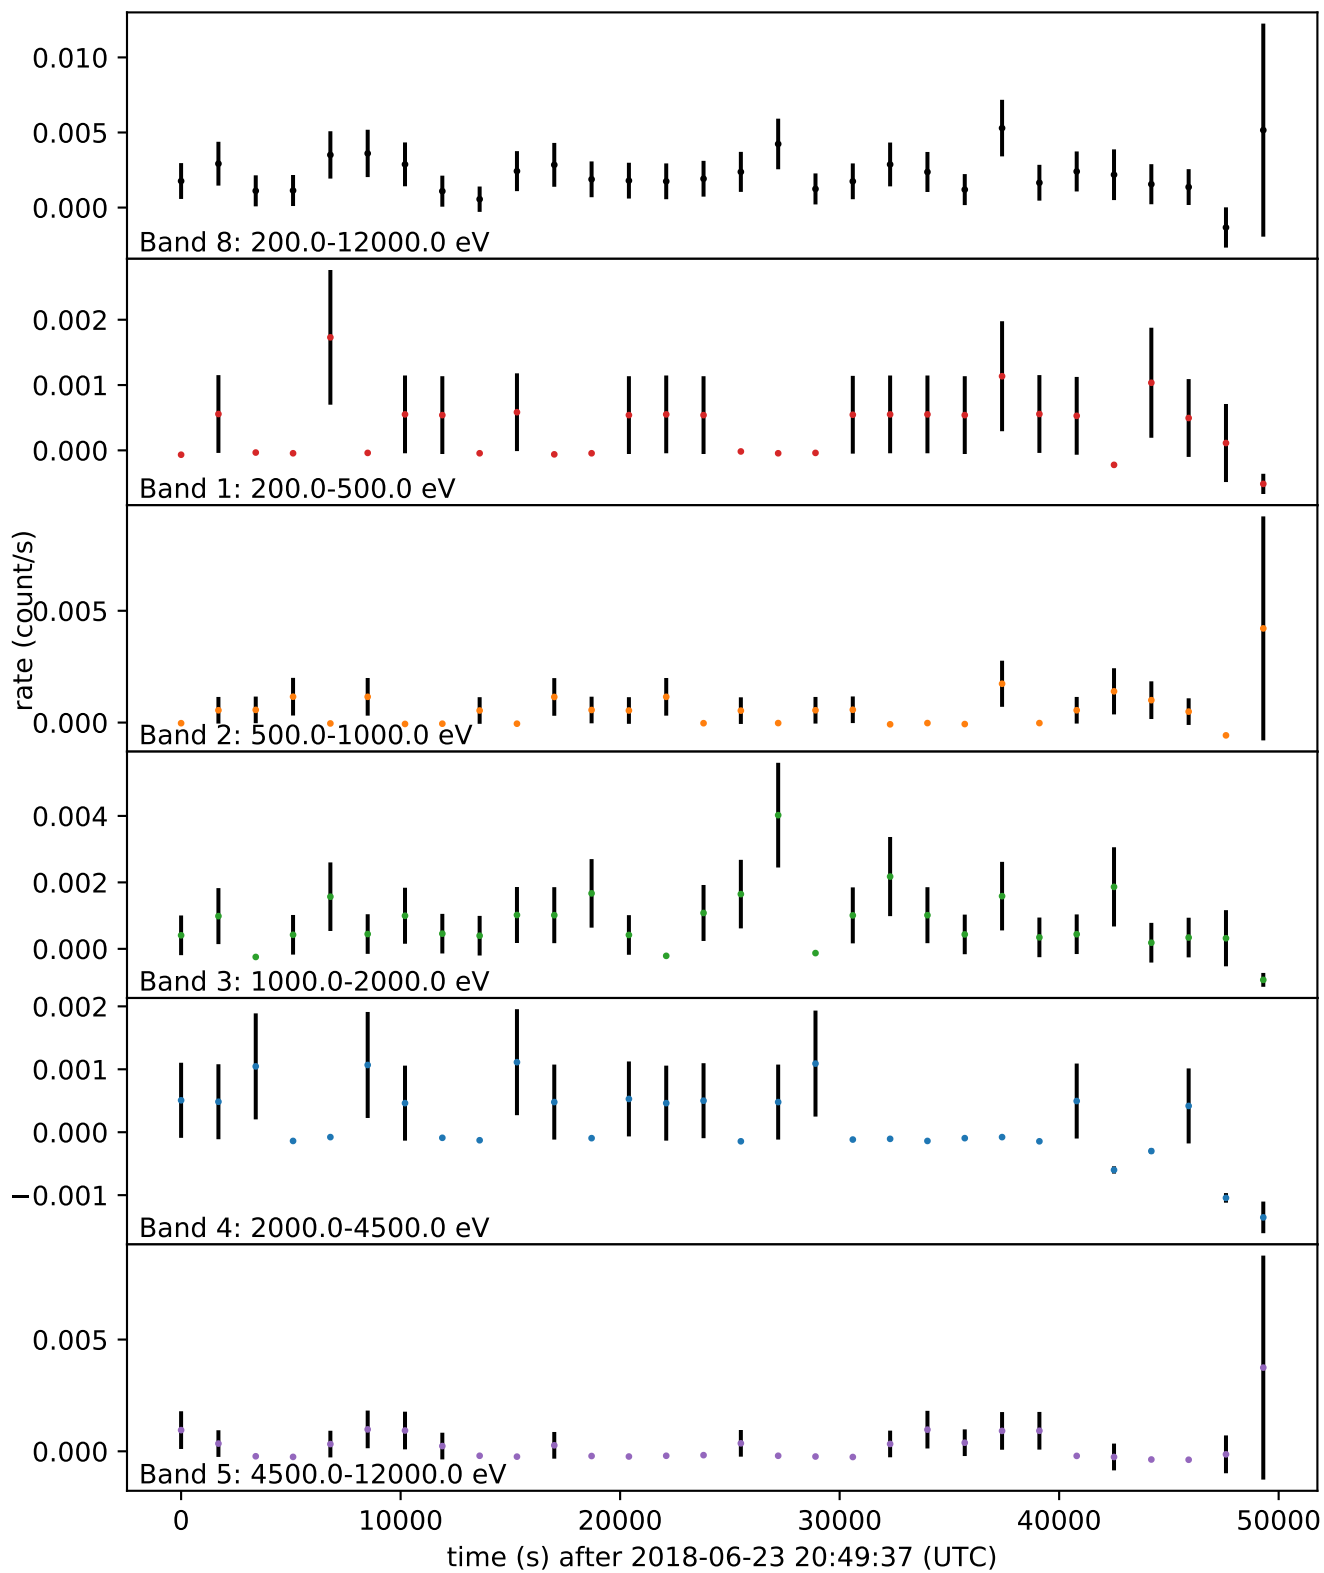 0.010
0.005
0.000
Band 8: 200.0-12000.0 eV
0.002
0.001
0.000
Band 1: 200.0-500.0 eV
rate (count/s)
0.005
0.000
Band 2: 500.0-1000.0 eV
0.004
0.002
0.000
Band 3: 1000.0-2000.0 eV
0.002
0.001
0.000
−0.001
Band 4: 2000.0-4500.0 eV
0.005
0.000
Band 5: 4500.0-12000.0 eV
0 10000 20000 30000 40000 50000
time (s) after 2018-06-23 20:49:37 (UTC)